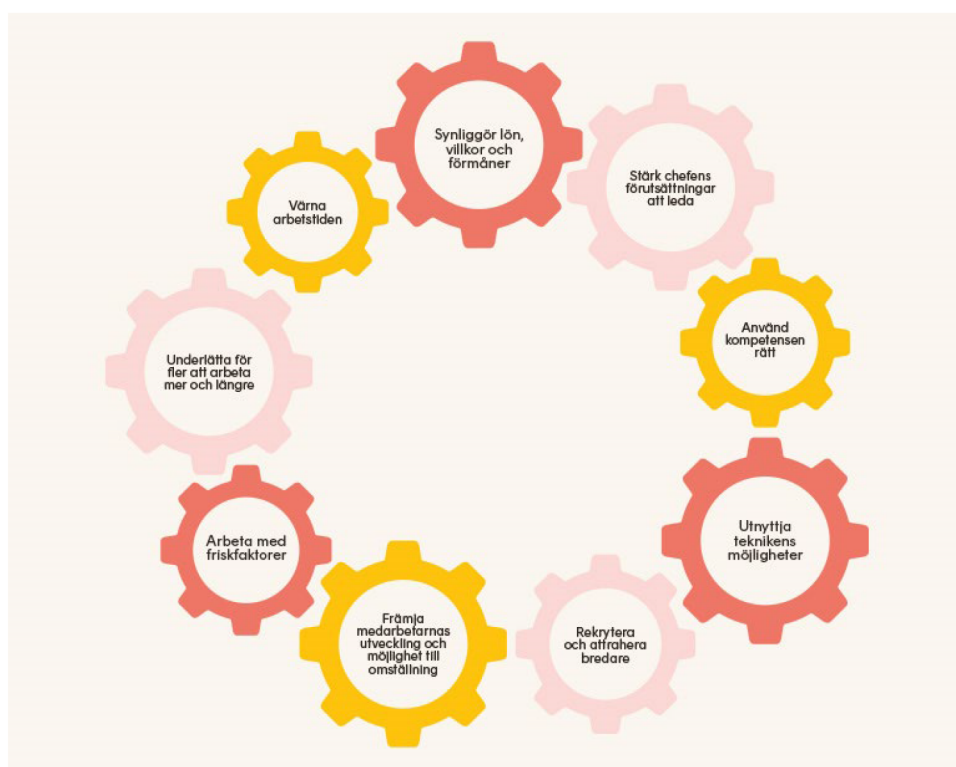 Synliggör lön,
villkor och
förmåner
Stärk chefens
förutsättningar
att leda
Använd
kompetensen
rätt
Utnyttja
teknikens
möjligheter
Rekrytera
och attrahera
bredare
Främja
medarbetarnas
utveckling och
möjlighet till
omställning
Arbeta med
friskfaktorer
Underlätta för
fler att arbeta
mer och längre
Värna
arbetstiden